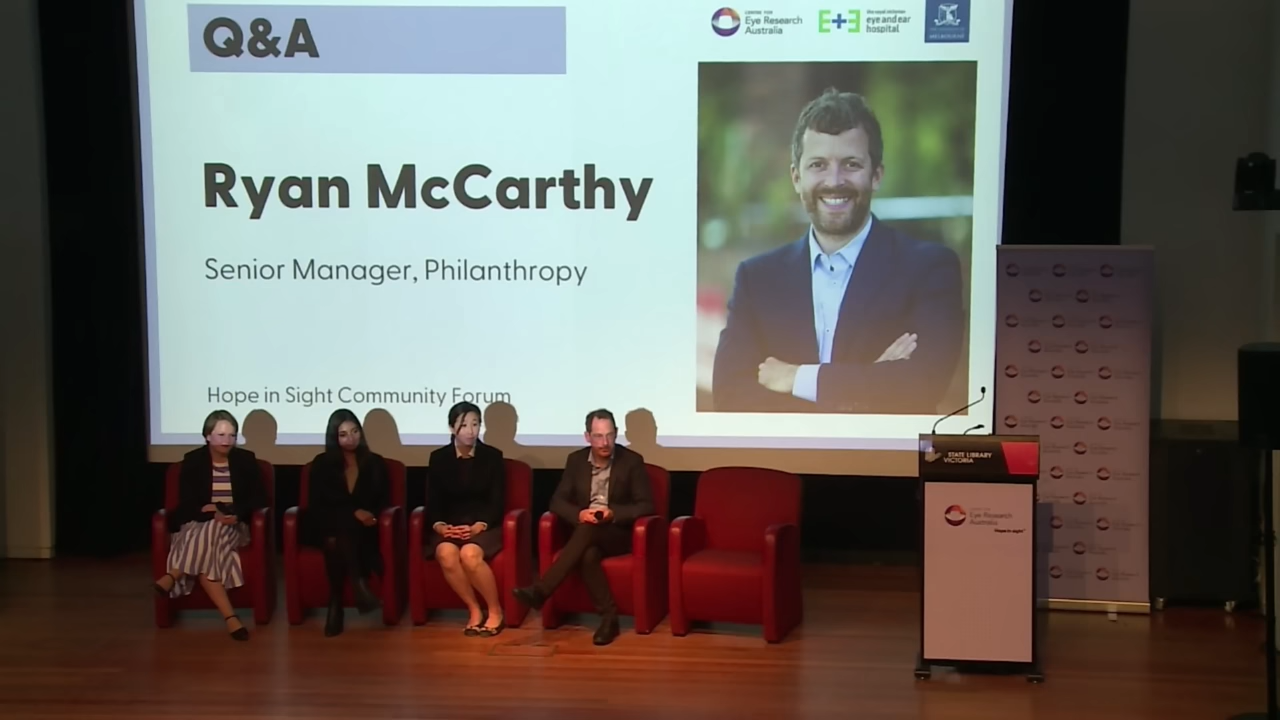 Q&A
Eye Research
Australia
eye and ear
hospital
Ryan McCarthy
Senior Manager, Philanthropy
Hope in Sight Community Forum
STATE LIBRARY
VICTORIA
Eye Research
Australia